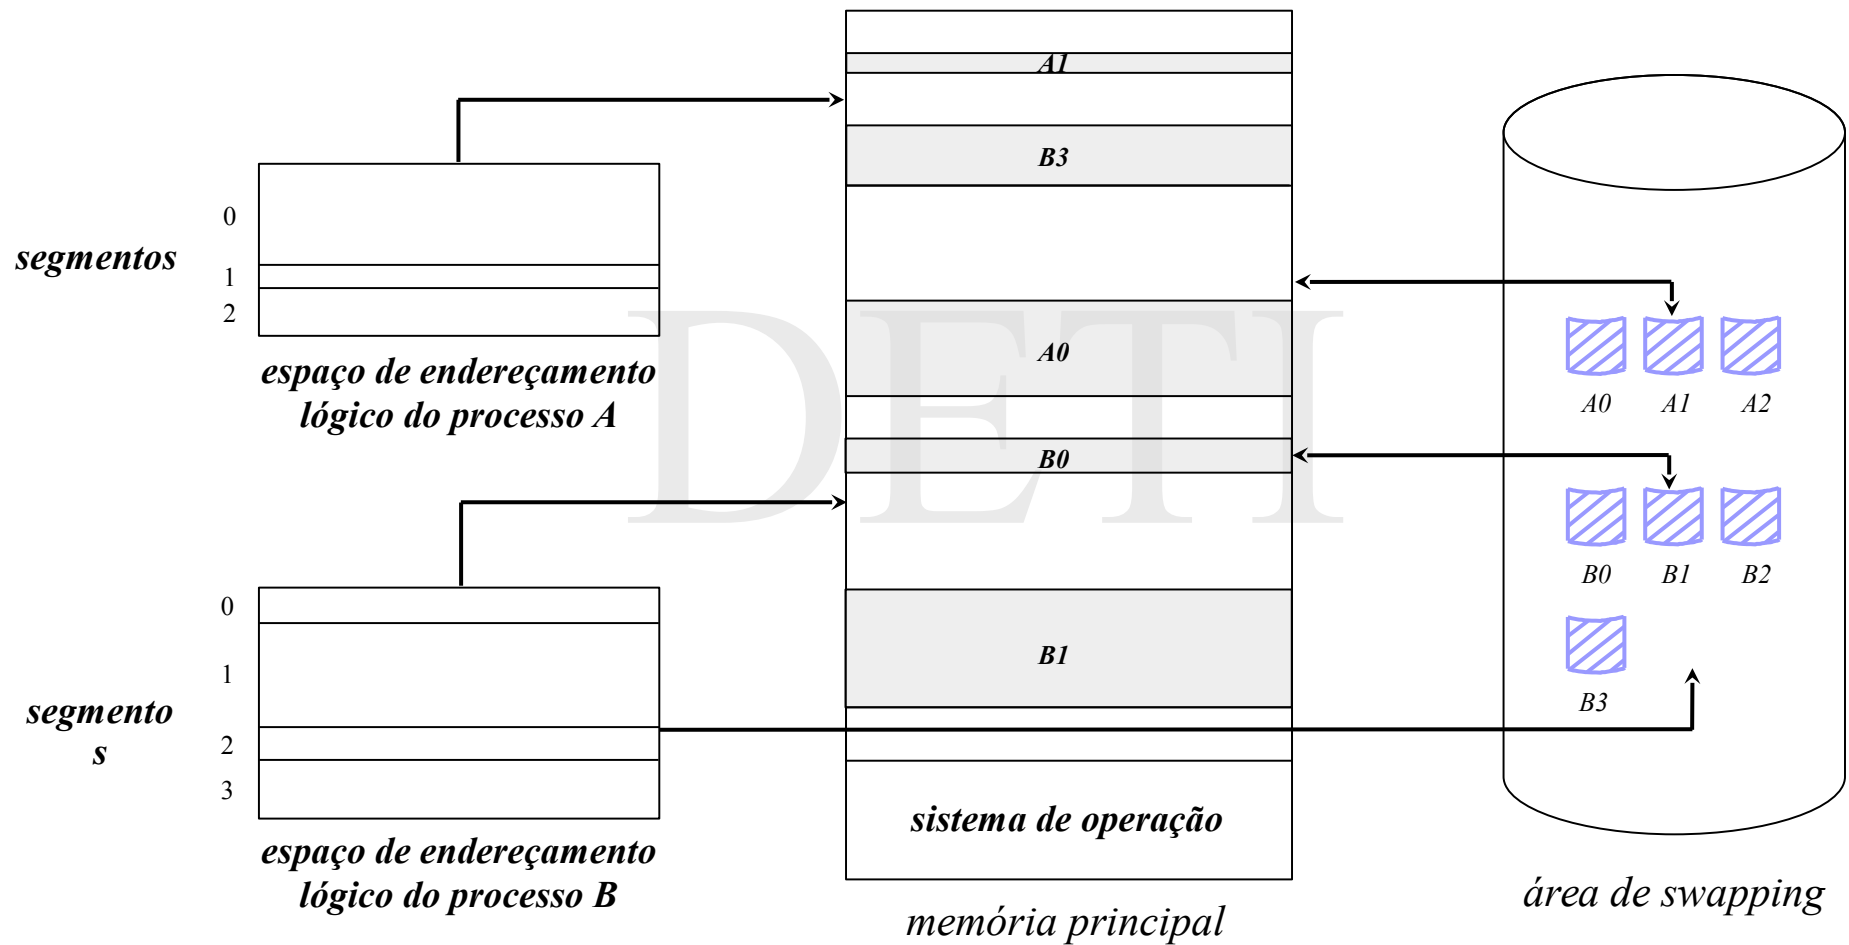 segmentos
0
1
2
espaço de endereçamento
lógico do processo A
segmento
s
0
1
2
3
espaço de endereçamento
lógico do processo B
A1
B3
A0
B0
B1
sistema de operação
memória principal
DETI
A0 A1 A2
B0 B1 B2
B3
área de swapping